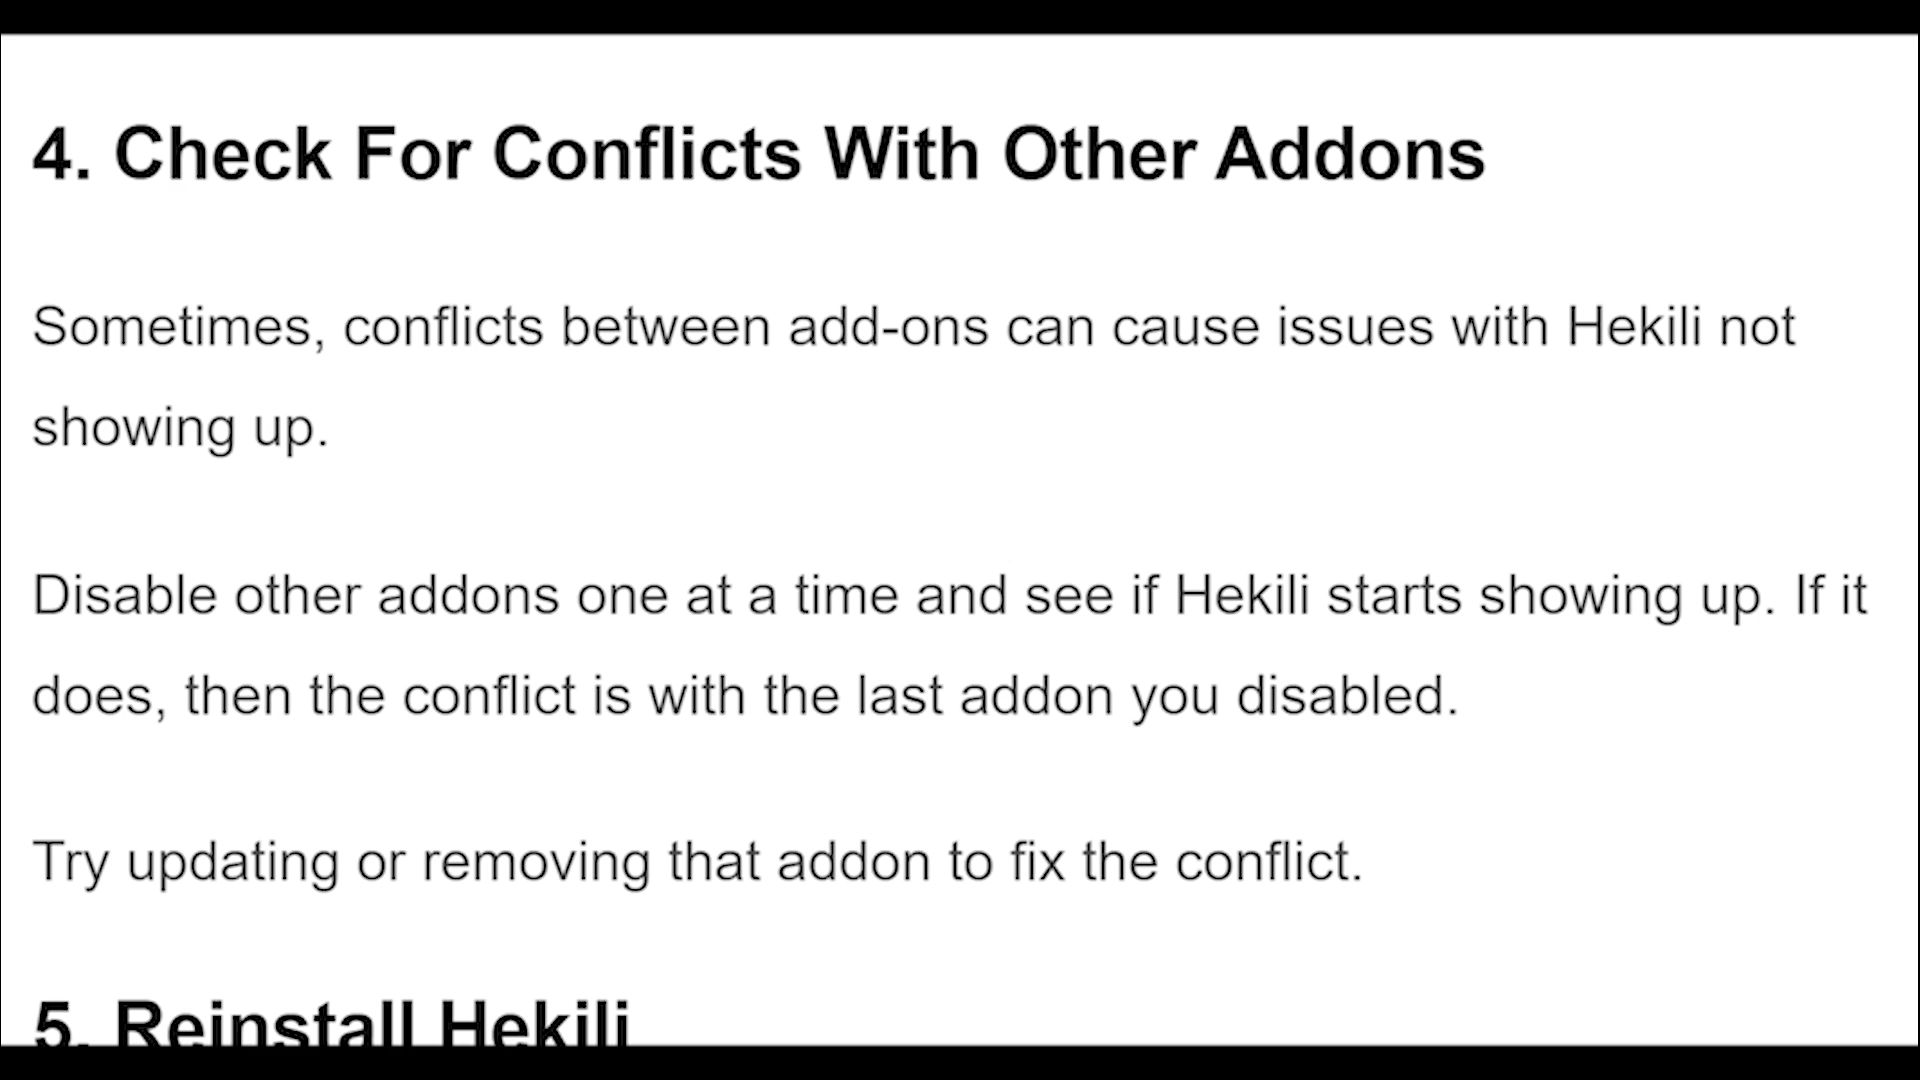 4. Check For Conflicts With Other Addons
Sometimes, conflicts between add-ons can cause issues with Hekili not
showing up.
Disable other addons one at a time and see if Hekili starts showing up. If it
does, then the conflict is with the last addon you disabled.
Try updating or removing that addon to fix the conflict.
5. Reinstall Hekili